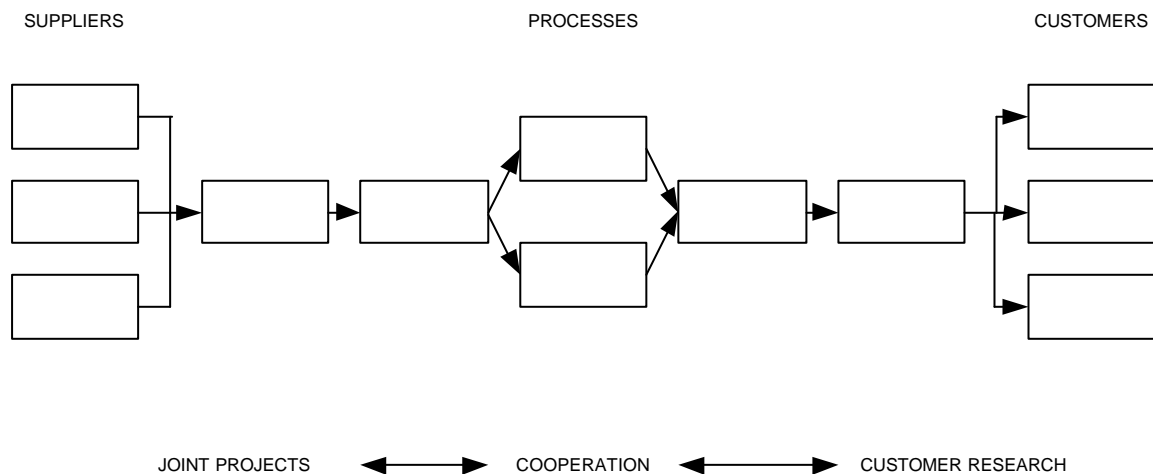 SUPPLIERS PROCESSES CUSTOMERS
JOINT PROJECTS COOPERATION CUSTOMER RESEARCH